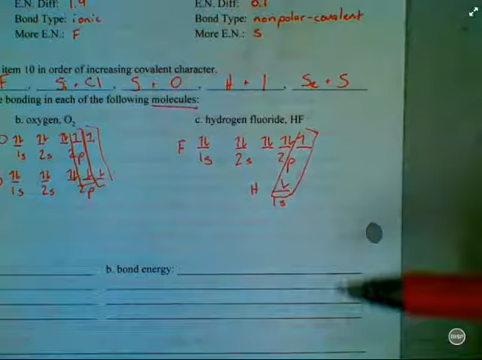 E.N. Diff: 1.9 E.N. Diff: 0.1
Bond Type: ionic Bond Type: nonpolar-covalent
More E.N.: F More E.N.: S
item 10 in order of increasing covalent character.
F, Si + Cl, S + O, H + I, Se + S
e bonding in each of the following molecules:
b. oxygen, O₂ c. hydrogen fluoride, HF
1s 2s 2p F 1s 2s 2p
1s 2s 2p H 1s
b. bond energy: